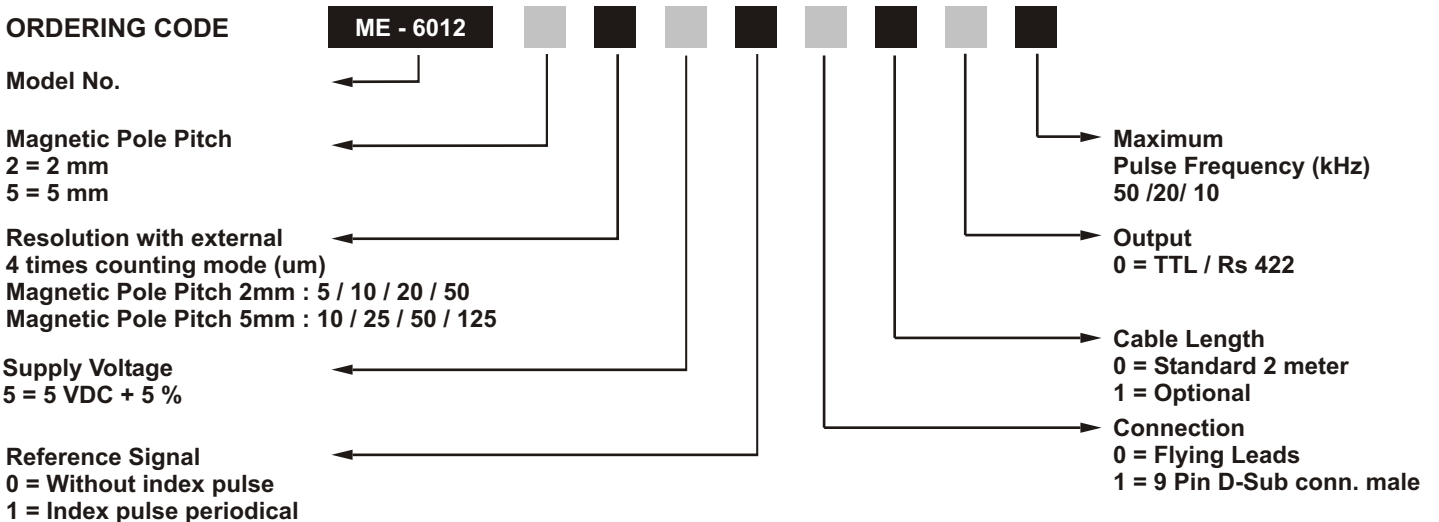 ORDERING CODE
ME - 6012
Model No.
Magnetic Pole Pitch
2 = 2 mm
5 = 5 mm
Resolution with external
4 times counting mode (um)
Magnetic Pole Pitch 2mm : 5 / 10 / 20 / 50
Magnetic Pole Pitch 5mm : 10 / 25 / 50 / 125
Supply Voltage
5 = 5 VDC + 5 %
Reference Signal
0 = Without index pulse
1 = Index pulse periodical
Maximum
Pulse Frequency (kHz)
50 /20/ 10
Output
0 = TTL / Rs 422
Cable Length
0 = Standard 2 meter
1 = Optional
Connection
0 = Flying Leads
1 = 9 Pin D-Sub conn. male